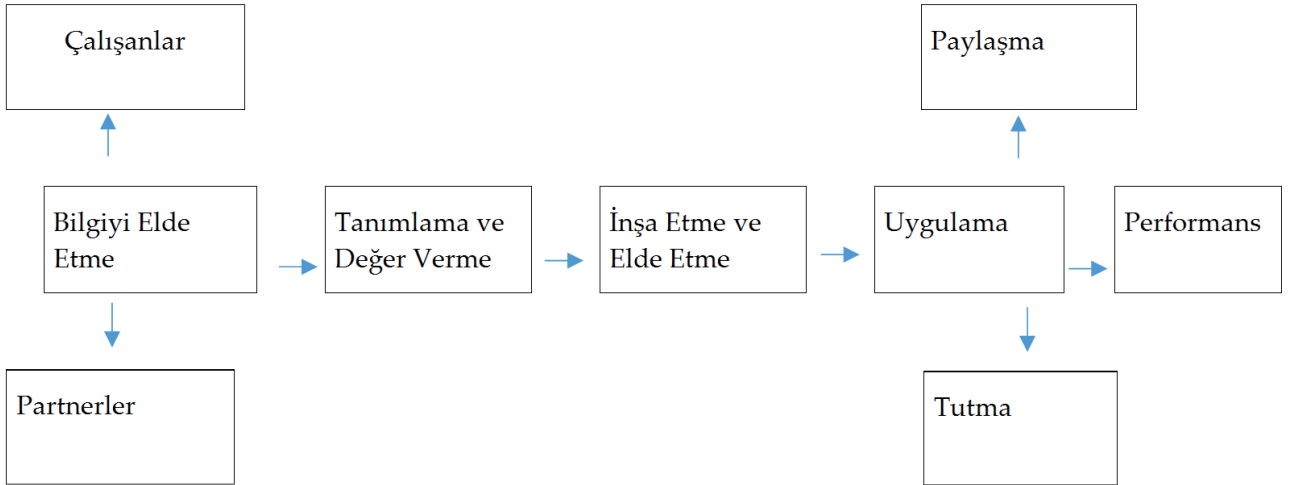 Çalışanlar
Paylaşma
Bilgiyi Elde
Etme
Tanımlama ve
Değer Verme
İnşa Etme ve
Elde Etme
Uygulama
Performans
Partnerler
Tutma